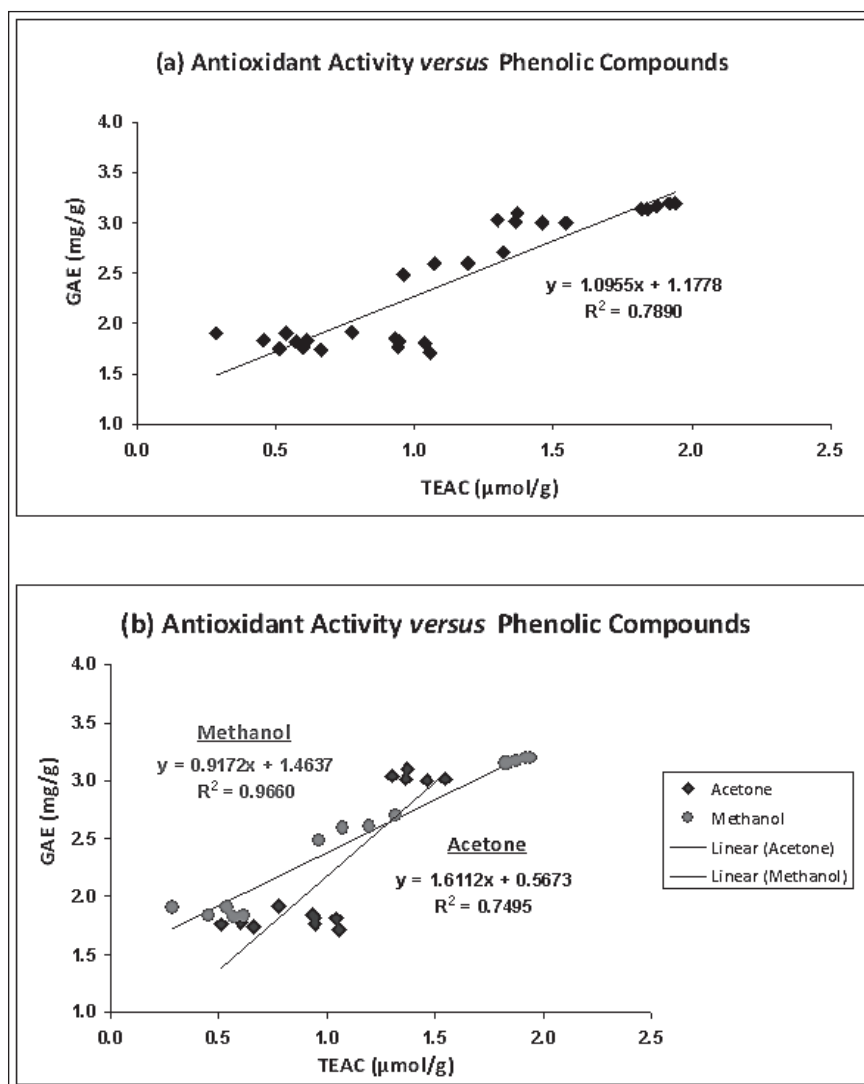 (a) Antioxidant Activity versus Phenolic Compounds
4.0
3.5
3.0
2.5
2.0
1.5
1.0
GAE (mg/g)
y = 1.0955x + 1.1778
R² = 0.7890
0.0 0.5 1.0 1.5 2.0 2.5
TEAC (µmol/g)
(b) Antioxidant Activity versus Phenolic Compounds
4.0
3.5
3.0
2.5
2.0
1.5
1.0
GAE (mg/g)
Methanol
y = 0.9172x + 1.4637
R² = 0.9660
Acetone
y = 1.6112x + 0.5673
R² = 0.7495
0.0 0.5 1.0 1.5 2.0 2.5
TEAC (µmol/g)
Acetone
Methanol
Linear (Acetone)
Linear (Methanol)